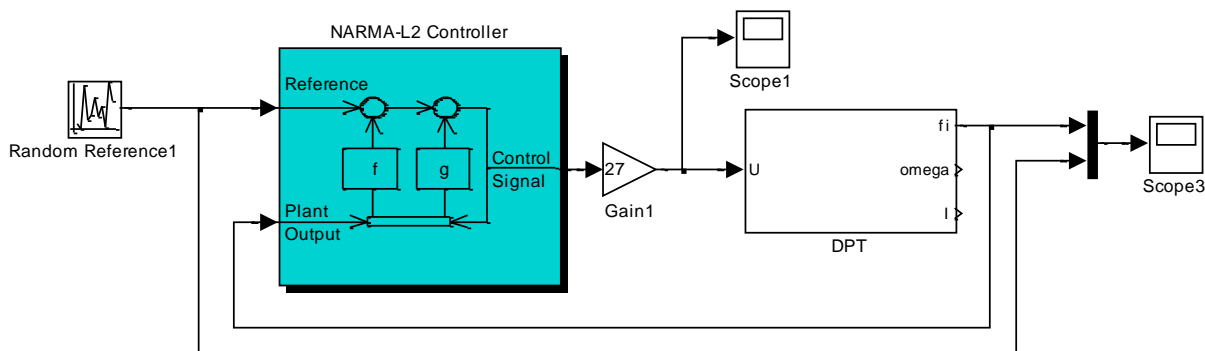 NARMA-L2 Controller
Scope1
Reference
Random Reference1
f
g
Control
Signal
27
Gain1
Plant
Output
U
fi
omega
I
DPT
Scope3